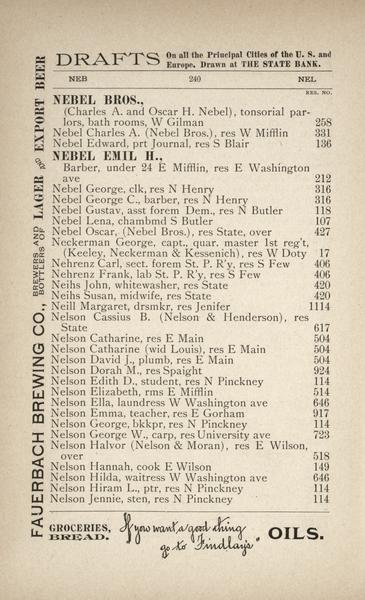 DRAFTS On all the Principal Cities of the U. S. and
Europe. Drawn at THE STATE BANK.
NEB 240 NEL
RES. NO.
NEBEL BROS.,
(Charles A. and Oscar H. Nebel), tonsorial par-
lors, bath rooms, W Gilman 258
Nebel Charles A. (Nebel Bros.), res W Mifflin 331
Nebel Edward, prt Journal, res S Blair 136
NEBEL EMIL H.,
Barber, under 24 E Mifflin, res E Washington
ave 212
Nebel George, clk, res N Henry 316
Nebel George C., barber, res N Henry 316
Nebel Gustav, asst forem Dem., res N Butler 118
Nebel Lena, chambmd S Butler 107
Nebel Oscar, (Nebel Bros.), res State, over 427
Neckerman George, capt., quar. master 1st reg't,
(Keeley, Neckerman & Kessenich), res W Doty 17
Nehrenz Carl, sect. forem St. P. R'y, res S Few 406
Nehrenz Frank, lab St. P. R'y, res S Few 406
Neihs John, whitewasher, res State 420
Neihs Susan, midwife, res State 420
Neill Margaret, drsmkr, res Jenifer 1114
Nelson Cassius B. (Nelson & Henderson), res
State 617
Nelson Catharine, res E Main 504
Nelson Catharine (wid Louis), res E Main 504
Nelson David J., plumb, res E Main 504
Nelson Dorah M., res Spaight 924
Nelson Edith D., student, res N Pinckney 114
Nelson Elizabeth, rms E Mifflin 514
Nelson Ella, laundress W Washington ave 646
Nelson Emma, teacher, res E Gorham 917
Nelson George, bkkpr, res N Pinckney 114
Nelson George W., carp, res University ave 723
Nelson Halvor (Nelson & Moran), res E Wilson,
over 518
Nelson Hannah, cook E Wilson 149
Nelson Hilda, waitress W Washington ave 646
Nelson Hiram L., ptr, res N Pinckney 114
Nelson Jennie, sten, res N Pinckney 114
FAUERBACH BREWING CO., BREWERS AND
BOTTLERS OF LAGER and EXPORT BEER
GROCERIES,
BREAD.
If you want a good thing
go to Findlay's"
OILS.